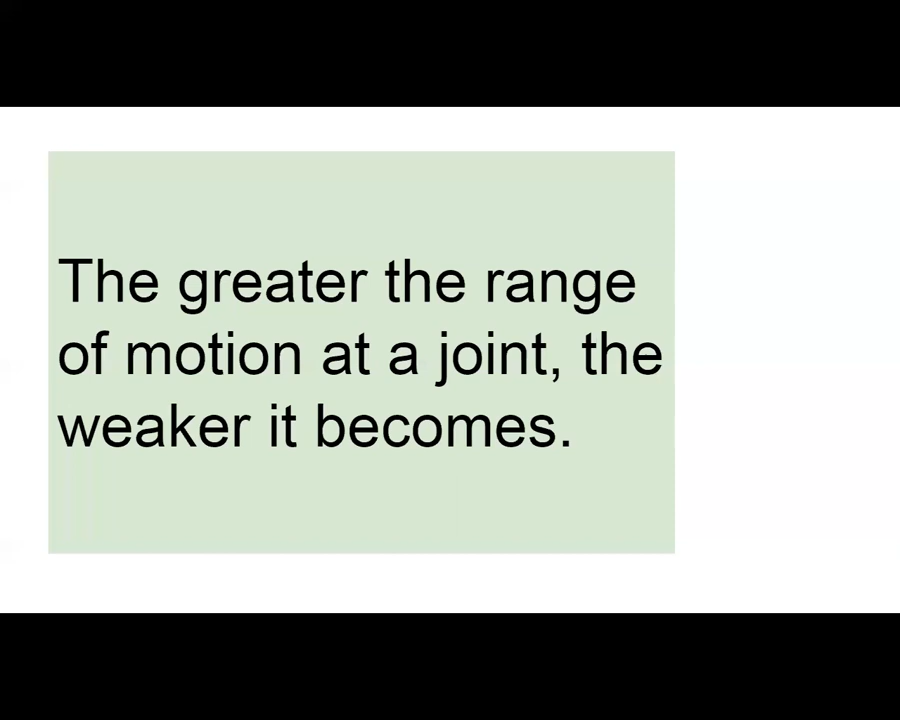 The greater the range
of motion at a joint, the
weaker it becomes.